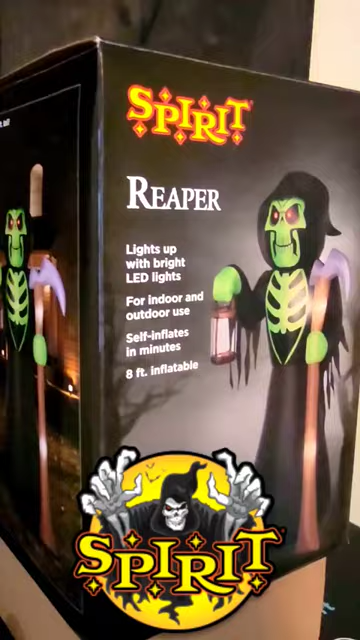 SPIRIT
REAPER
Lights up
with bright
LED lights
For indoor and
outdoor use
Self-inflates
in minutes
8 ft. inflatable
SPIRIT